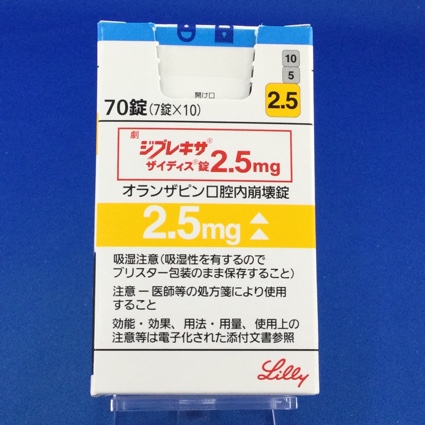 開け口
10
5
2.5
70錠(7錠×10)
劇
ジプレキサ®
ザイディス®錠2.5mg
オランザピン口腔内崩壊錠
2.5mg
吸湿注意(吸湿性を有するので
ブリスター包装のまま保存すること)
注意 — 医師等の処方箋により使用
すること
効能・効果、用法・用量、使用上の
注意等は電子化された添付文書参照
Lilly